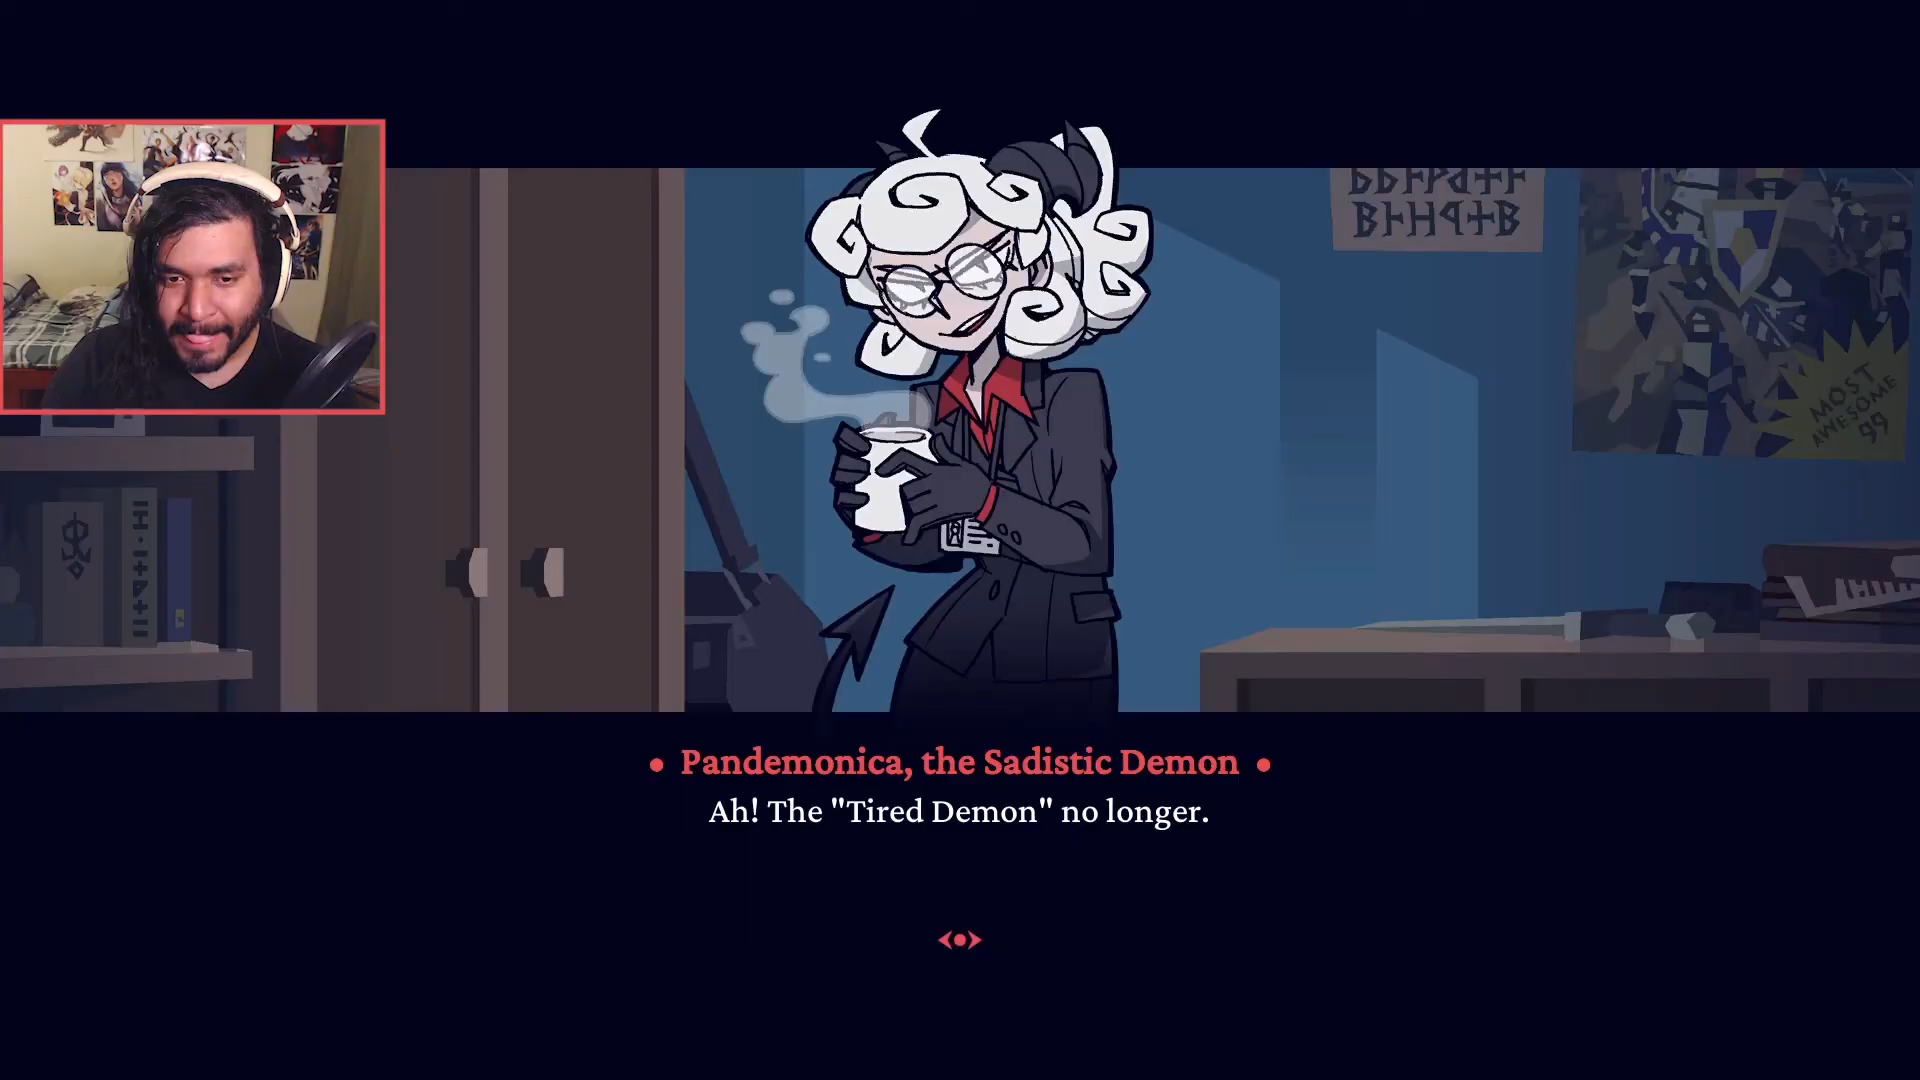 MOST
AWESOME
99
• Pandemonica, the Sadistic Demon •
Ah! The "Tired Demon" no longer.